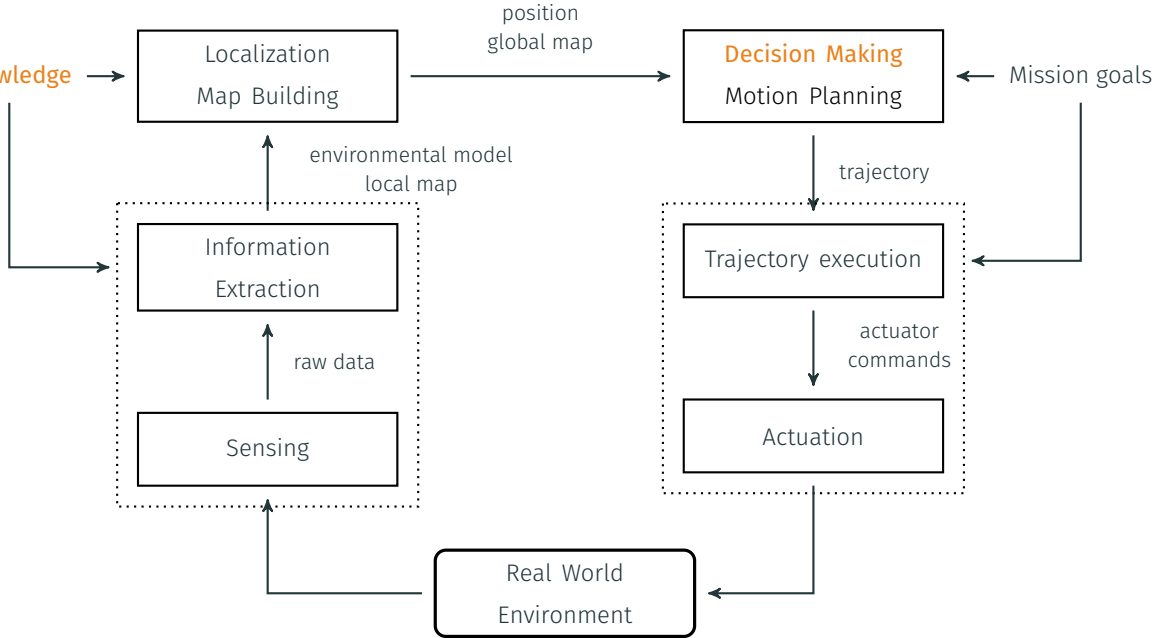 position
global map
Localization
Map Building
Decision Making
Motion Planning
wledge
Mission goals
environmental model
local map
trajectory
Information
Extraction
Trajectory execution
raw data
actuator
commands
Sensing
Actuation
Real World
Environment